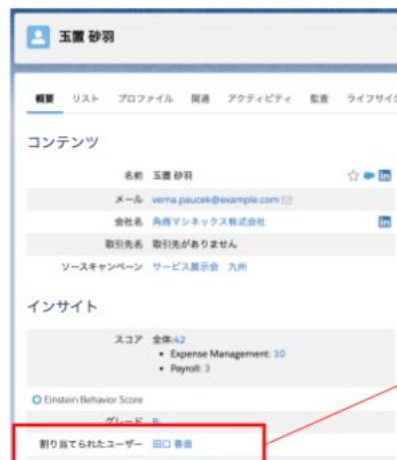 玉置 砂羽
概要 リスト プロファイル 関連 アクティビティ 監査 ライフサイ
コンテンツ
名前 玉置 砂羽
メール verna.paucek@example.com
会社名 角商マシネックス株式会社
取引先名 取引先がありません
ソースキャンペーン サービス展示会 九州
インサイト
スコア 全体:42
• Expense Management: 10
• Payroll: 3
Einstein Behavior Score
グレード B-
割り当てられたユーザー 田口